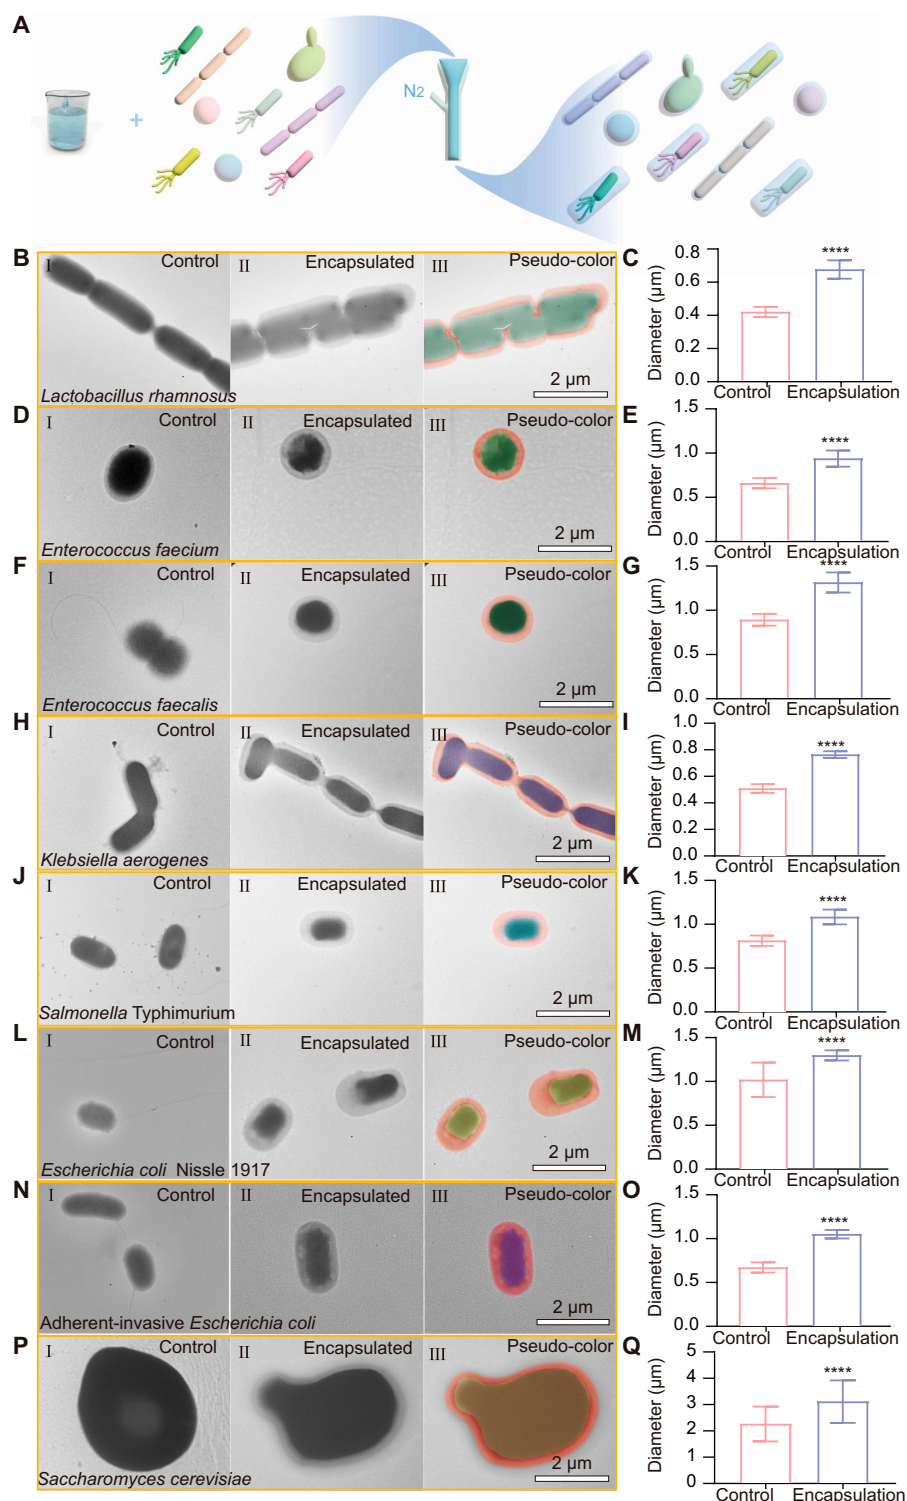 A
N2
+
B
I
Control
II
Encapsulated
III
Pseudo-color
Lactobacillus rhamnosus
2 µm
C
Diameter (µm)
0.8
0.6
0.4
0.2
0.0
****
Control
Encapsulation
D
I
Control
II
Encapsulated
III
Pseudo-color
Enterococcus faecium
2 µm
E
Diameter (µm)
1.5
1.0
0.5
0.0
****
Control
Encapsulation
F
I
Control
II
Encapsulated
III
Pseudo-color
Enterococcus faecalis
2 µm
G
Diameter (µm)
1.5
1.0
0.5
0.0
****
Control
Encapsulation
H
I
Control
II
Encapsulated
III
Pseudo-color
Klebsiella aerogenes
2 µm
I
Diameter (µm)
1.0
0.8
0.6
0.4
0.2
0.0
****
Control
Encapsulation
J
I
Control
II
Encapsulated
III
Pseudo-color
Salmonella Typhimurium
2 µm
K
Diameter (µm)
1.5
1.0
0.5
0.0
****
Control
Encapsulation
L
I
Control
II
Encapsulated
III
Pseudo-color
Escherichia coli Nissle 1917
2 µm
M
Diameter (µm)
1.5
1.0
0.5
0.0
****
Control
Encapsulation
N
I
Control
II
Encapsulated
III
Pseudo-color
Adherent-invasive Escherichia coli
2 µm
O
Diameter (µm)
1.5
1.0
0.5
0.0
****
Control
Encapsulation
P
I
Control
II
Encapsulated
III
Pseudo-color
Saccharomyces cerevisiae
2 µm
Q
Diameter (µm)
5
4
3
2
1
0
****
Control
Encapsulation